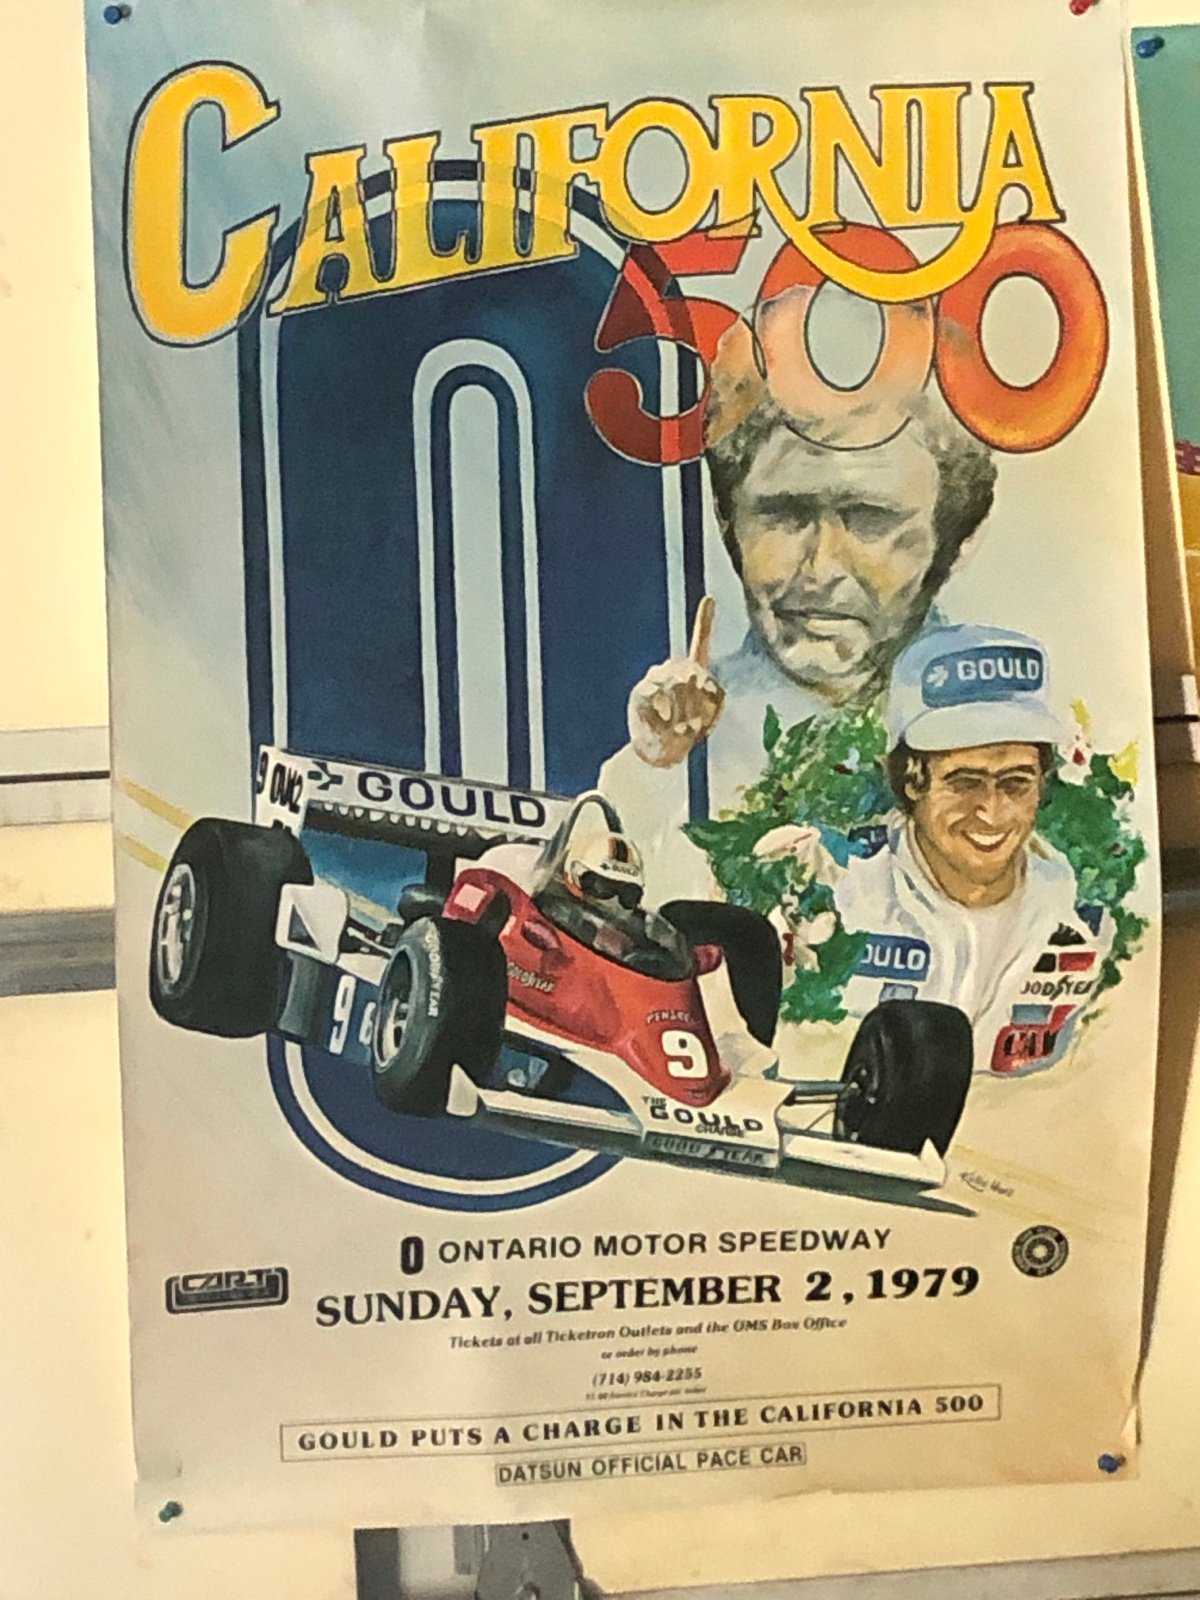 CALIFORNIA
500
GOULD
9
GOULD
GOULD
OULD
GOODYEAR
GOODYEAR
PENSKE
9
THE
GOULD
CHARGE
GOODYEAR
9
O ONTARIO MOTOR SPEEDWAY
CART
SUNDAY, SEPTEMBER 2, 1979
Tickets at all Ticketron Outlets and the OMS Box Office
or order by phone
(714) 984-2255
GOULD PUTS A CHARGE IN THE CALIFORNIA 500
DATSUN OFFICIAL PACE CAR